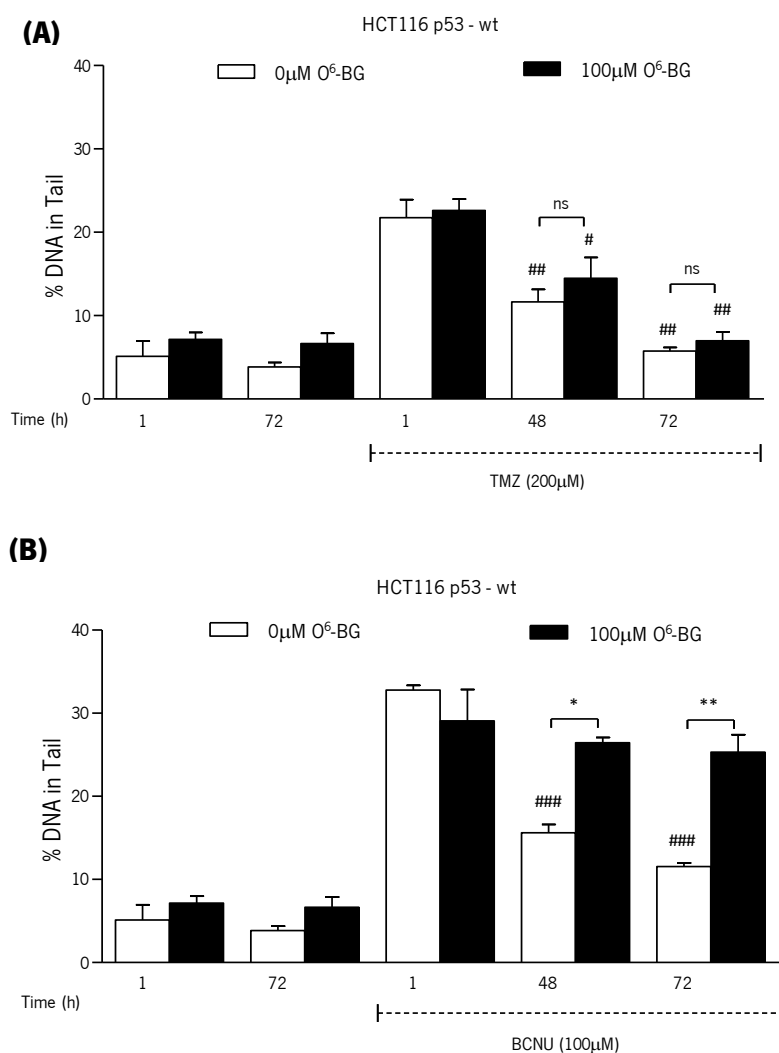 (A)
HCT116 p53 - wt
0µM O⁶-BG 100µM O⁶-BG
% DNA in Tail
40
30
20
10
0
ns
#
##
ns
##
##
Time (h) 1 72 1 48 72
TMZ (200µM)
(B)
HCT116 p53 - wt
0µM O⁶-BG 100µM O⁶-BG
% DNA in Tail
40
30
20
10
0
* **
###
###
Time (h) 1 72 1 48 72
BCNU (100µM)